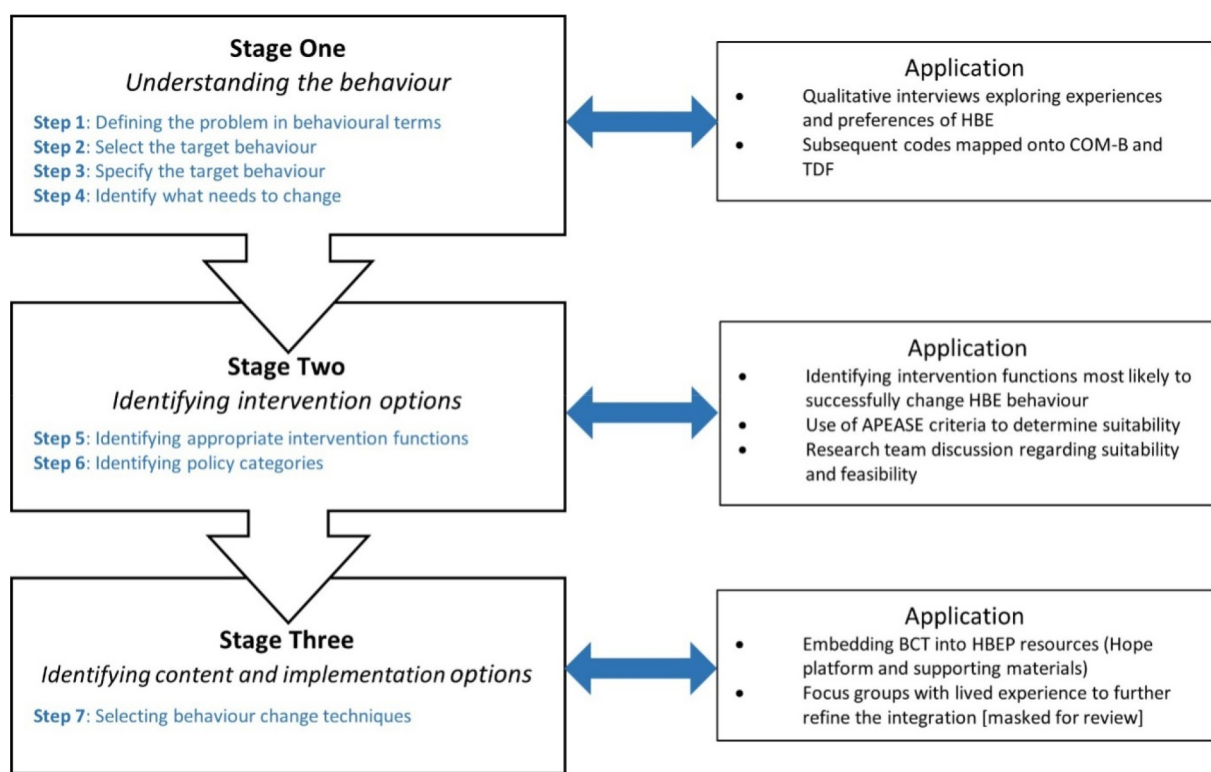 Stage One
Understanding the behaviour
Step 1: Defining the problem in behavioural terms
Step 2: Select the target behaviour
Step 3: Specify the target behaviour
Step 4: Identify what needs to change
Application
• Qualitative interviews exploring experiences
and preferences of HBE
• Subsequent codes mapped onto COM-B and
TDF
Stage Two
Identifying intervention options
Step 5: Identifying appropriate intervention functions
Step 6: Identifying policy categories
Application
• Identifying intervention functions most likely to
successfully change HBE behaviour
• Use of APEASE criteria to determine suitability
• Research team discussion regarding suitability
and feasibility
Stage Three
Identifying content and implementation options
Step 7: Selecting behaviour change techniques
Application
• Embedding BCT into HBEP resources (Hope
platform and supporting materials)
• Focus groups with lived experience to further
refine the integration [masked for review]